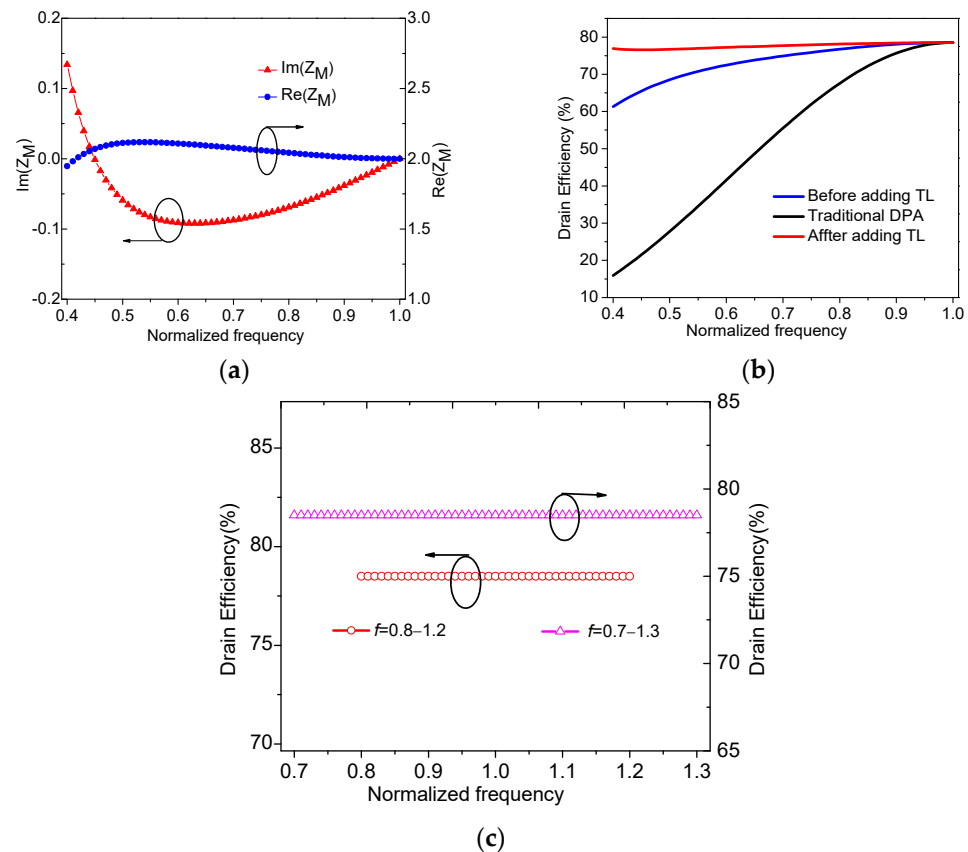 0.2
0.1
0.0
-0.1
-0.2
Im(Z_M)
3.0
2.5
2.0
1.5
1.0
Re(Z_M)
Im(Z_M)
Re(Z_M)
0.4 0.5 0.6 0.7 0.8 0.9 1.0
Normalized frequency
(a)
80
70
60
50
40
30
20
10
Drain Efficiency (%)
Before adding TL
Traditional DPA
Affter adding TL
0.4 0.5 0.6 0.7 0.8 0.9 1.0
Normalized frequency
(b)
85
80
75
70
Drain Efficiency(%)
85
80
75
70
65
Drain Efficiency(%)
f=0.8–1.2
f=0.7–1.3
0.7 0.8 0.9 1.0 1.1 1.2 1.3
Normalized frequency
(c)